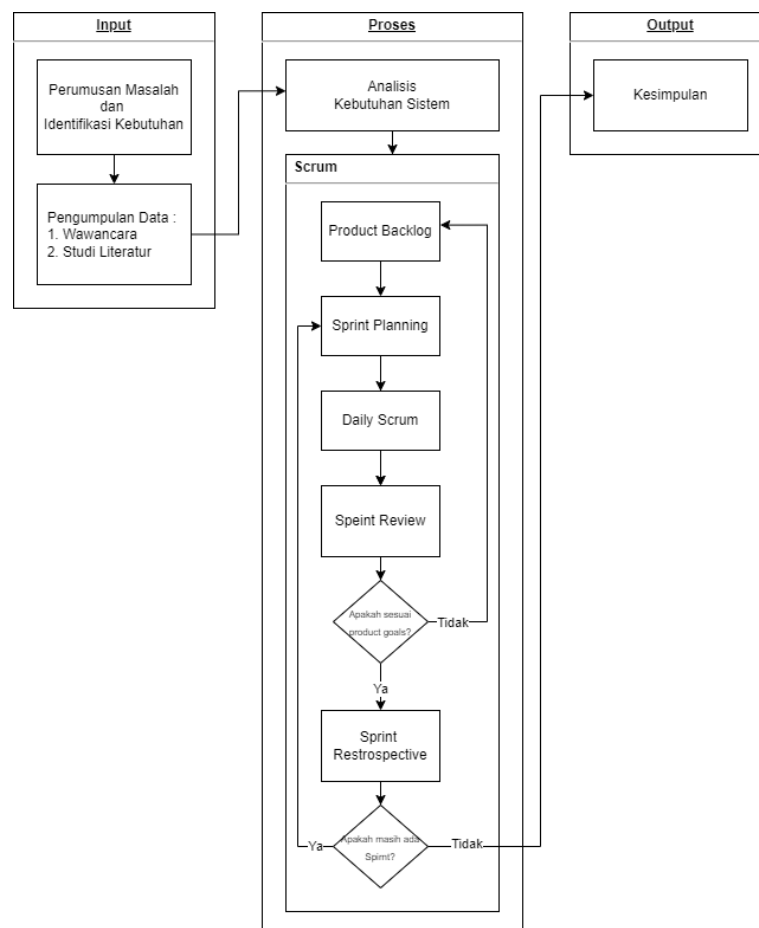 Input
Perumusan Masalah
dan
Identifikasi Kebutuhan
Pengumpulan Data :
1. Wawancara
2. Studi Literatur
Proses
Analisis
Kebutuhan Sistem
Scrum
Product Backlog
Sprint Planning
Daily Scrum
Speint Review
Apakah sesuai
product goals?
Tidak
Ya
Sprint
Restrospective
Apakah masih ada
Spimt?
Ya
Tidak
Output
Kesimpulan